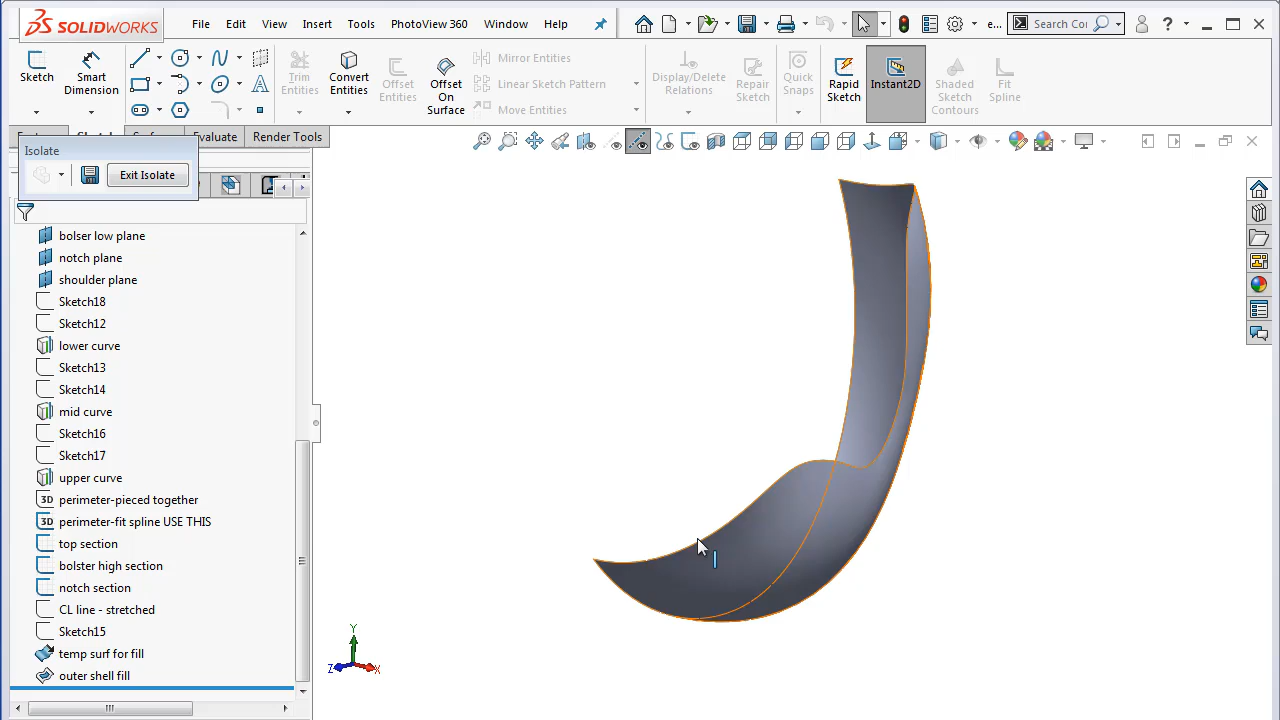 SOLIDWORKS File Edit View Insert Tools PhotoView 360 Window Help e... Search Co
Sketch Smart Dimension Trim Entities Convert Entities Offset Entities Offset On Surface Mirror Entities Linear Sketch Pattern Move Entities Display/Delete Relations Repair Sketch Quick Snaps Rapid Sketch Instant2D Shaded Sketch Contours Fit Spline
Evaluate Render Tools
Isolate
Exit Isolate
bolser low plane
notch plane
shoulder plane
Sketch18
Sketch12
lower curve
Sketch13
Sketch14
mid curve
Sketch16
Sketch17
upper curve
3D perimeter-pieced together
3D perimeter-fit spline USE THIS
top section
bolster high section
notch section
CL line - stretched
Sketch15
temp surf for fill
outer shell fill
Y
Z X